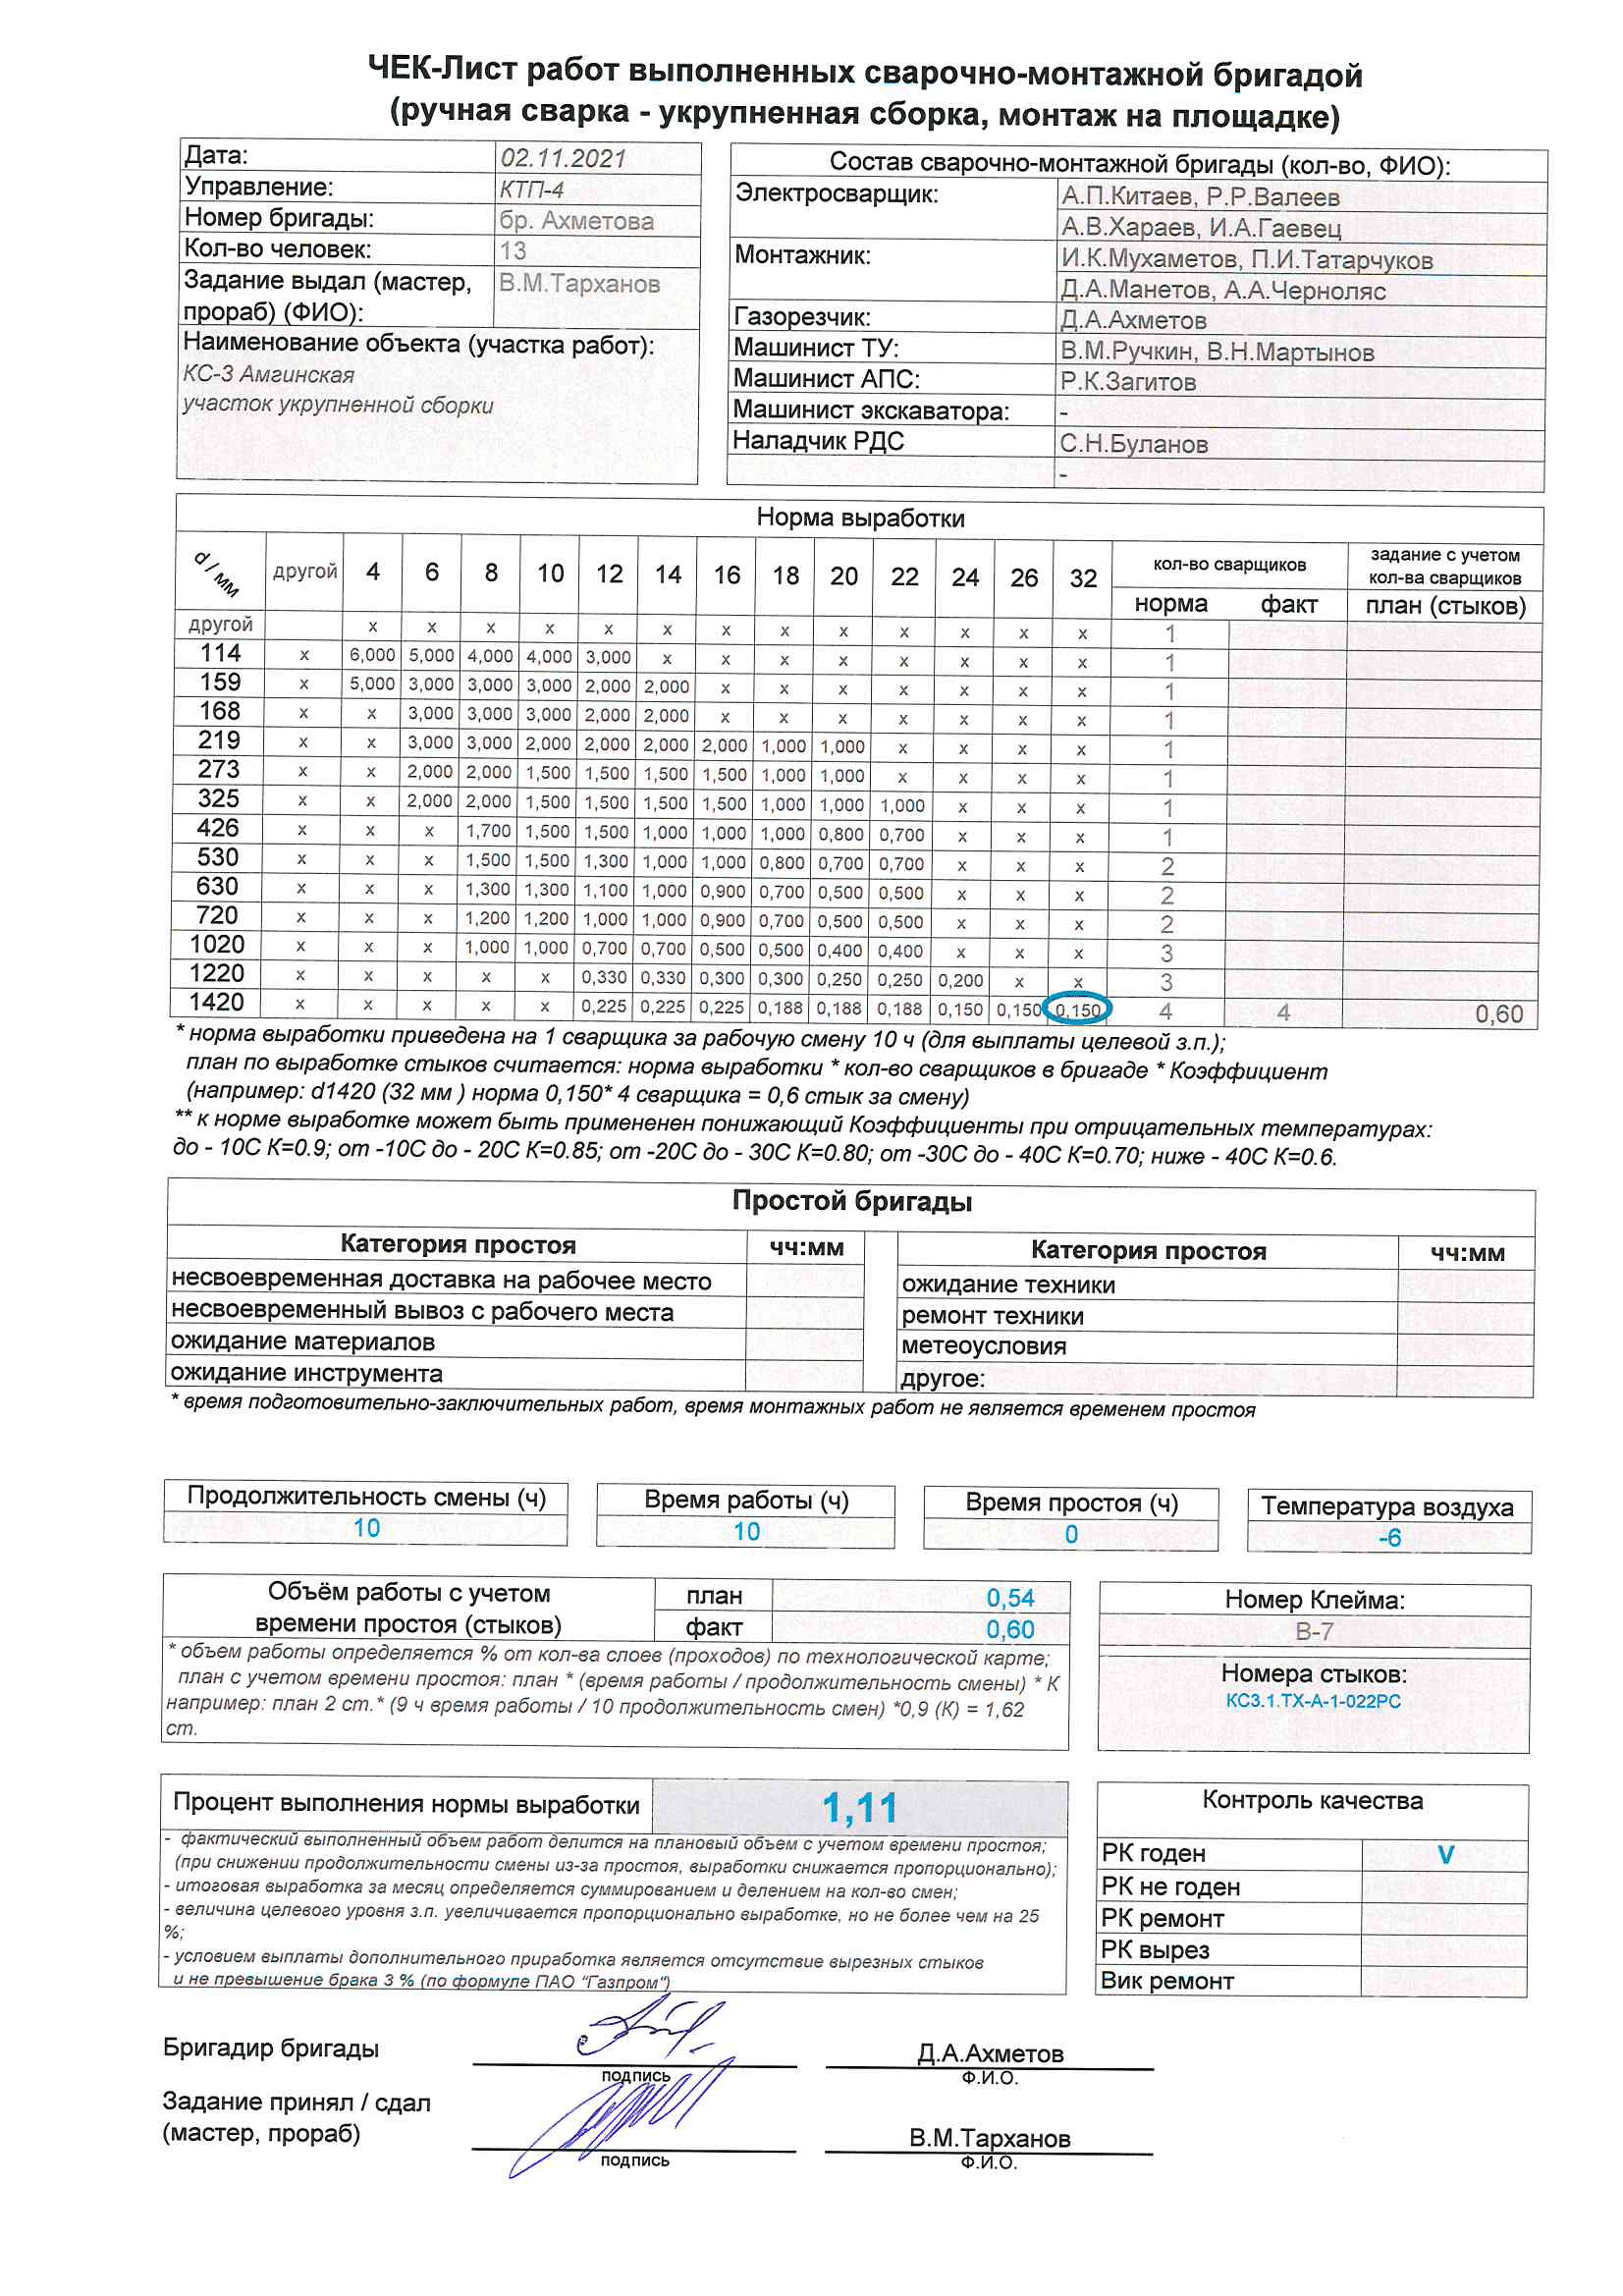 ЧЕК-Лист работ выполненных сварочно-монтажной бригадой
(ручная сварка - укрупненная сборка, монтаж на площадке)
Дата: 02.11.2021
Управление: КТП-4
Номер бригады: бр. Ахметова
Кол-во человек: 13
Задание выдал (мастер, В.М.Тарханов
прораб) (ФИО):
Наименование объекта (участка работ):
КС-3 Амгинская
участок укрупненной сборки
Состав сварочно-монтажной бригады (кол-во, ФИО):
Электросварщик: А.П.Китаев, Р.Р.Валеев
А.В.Хараев, И.А.Гаевец
Монтажник: И.К.Мухаметов, П.И.Татарчуков
Д.А.Манетов, А.А.Черноляс
Газорезчик: Д.А.Ахметов
Машинист ТУ: В.М.Ручкин, В.Н.Мартынов
Машинист АПС: Р.К.Загитов
Машинист экскаватора: -
Наладчик РДС С.Н.Буланов
-
Норма выработки
d / мм другой 4 6 8 10 12 14 16 18 20 22 24 26 32 кол-во сварщиков задание с учетом
кол-ва сварщиков
норма факт план (стыков)
другой x x x x x x x x x x x x x 1
114 x 6,000 5,000 4,000 4,000 3,000 x x x x x x x x 1
159 x 5,000 3,000 3,000 3,000 2,000 2,000 x x x x x x x 1
168 x x 3,000 3,000 3,000 2,000 2,000 x x x x x x x 1
219 x x 3,000 3,000 2,000 2,000 2,000 2,000 1,000 1,000 x x x x 1
273 x x 2,000 2,000 1,500 1,500 1,500 1,500 1,000 1,000 x x x x 1
325 x x 2,000 2,000 1,500 1,500 1,500 1,500 1,000 1,000 1,000 x x x 1
426 x x x 1,700 1,500 1,500 1,000 1,000 1,000 0,800 0,700 x x x 1
530 x x x 1,500 1,500 1,300 1,000 1,000 0,800 0,700 0,700 x x x 2
630 x x x 1,300 1,300 1,100 1,000 0,900 0,700 0,500 0,500 x x x 2
720 x x x 1,200 1,200 1,000 1,000 0,900 0,700 0,500 0,500 x x x 2
1020 x x x 1,000 1,000 0,700 0,700 0,500 0,500 0,400 0,400 x x x 3
1220 x x x x x 0,330 0,330 0,300 0,300 0,250 0,250 0,200 x x 3
1420 x x x x x 0,225 0,225 0,225 0,188 0,188 0,188 0,150 0,150 0,150 4 4 0,60
* норма выработки приведена на 1 сварщика за рабочую смену 10 ч (для выплаты целевой з.п.);
план по выработке стыков считается: норма выработки * кол-во сварщиков в бригаде * Коэффициент
(например: d1420 (32 мм ) норма 0,150* 4 сварщика = 0,6 стык за смену)
** к норме выработке может быть применен понижающий Коэффициенты при отрицательных температурах:
до - 10С К=0.9; от -10С до - 20С К=0.85; от -20С до - 30С К=0.80; от -30С до - 40С К=0.70; ниже - 40С К=0.6.
Простой бригады
Категория простоя чч:мм Категория простоя чч:мм
несвоевременная доставка на рабочее место ожидание техники
несвоевременный вывоз с рабочего места ремонт техники
ожидание материалов метеоусловия
ожидание инструмента другое:
* время подготовительно-заключительных работ, время монтажных работ не является временем простоя
Продолжительность смены (ч) Время работы (ч) Время простоя (ч) Температура воздуха
10 10 0 -6
Объём работы с учетом план 0,54
времени простоя (стыков) факт 0,60
* объем работы определяется % от кол-ва слоев (проходов) по технологической карте;
план с учетом времени простоя: план * (время работы / продолжительность смены) * К
например: план 2 ст.* (9 ч время работы / 10 продолжительность смен) *0,9 (К) = 1,62
ст.
Номер Клейма:
В-7
Номера стыков:
КС3.1.ТХ-А-1-022РС
Процент выполнения нормы выработки 1,11
- фактический выполненный объем работ делится на плановый объем с учетом времени простоя;
(при снижении продолжительности смены из-за простоя, выработки снижается пропорционально);
- итоговая выработка за месяц определяется суммированием и делением на кол-во смен;
- величина целевого уровня з.п. увеличивается пропорционально выработке, но не более чем на 25
%;
- условием выплаты дополнительного приработка является отсутствие вырезных стыков
и не превышение брака 3 % (по формуле ПАО "Газпром")
Контроль качества
РК годен V
РК не годен
РК ремонт
РК вырез
Вик ремонт
Бригадир бригады Д.А.Ахметов
подпись Ф.И.О.
Задание принял / сдал
(мастер, прораб) В.М.Тарханов
подпись Ф.И.О.